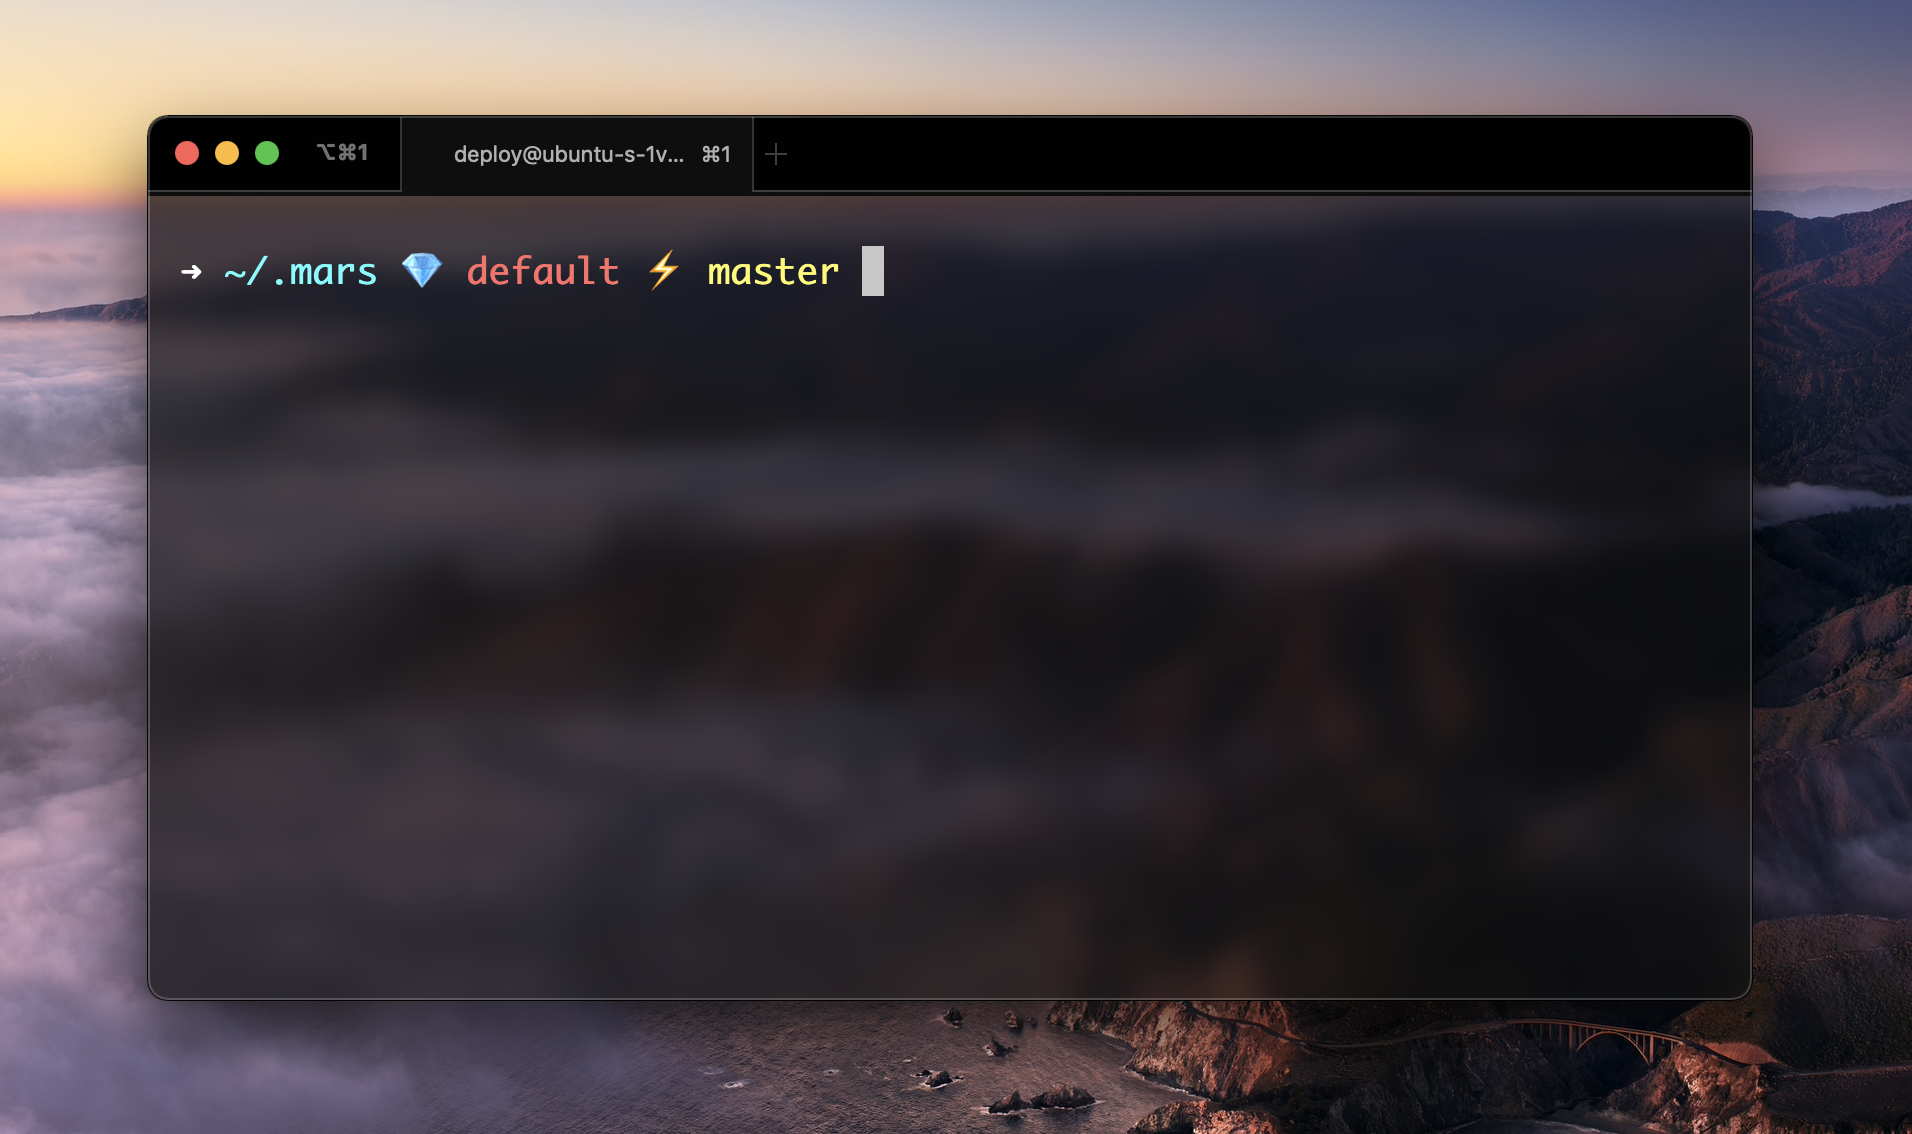 ⌥⌘1 deploy@ubuntu-s-1v... ⌘1 +
➜ ~/.mars 💎 default ⚡ master